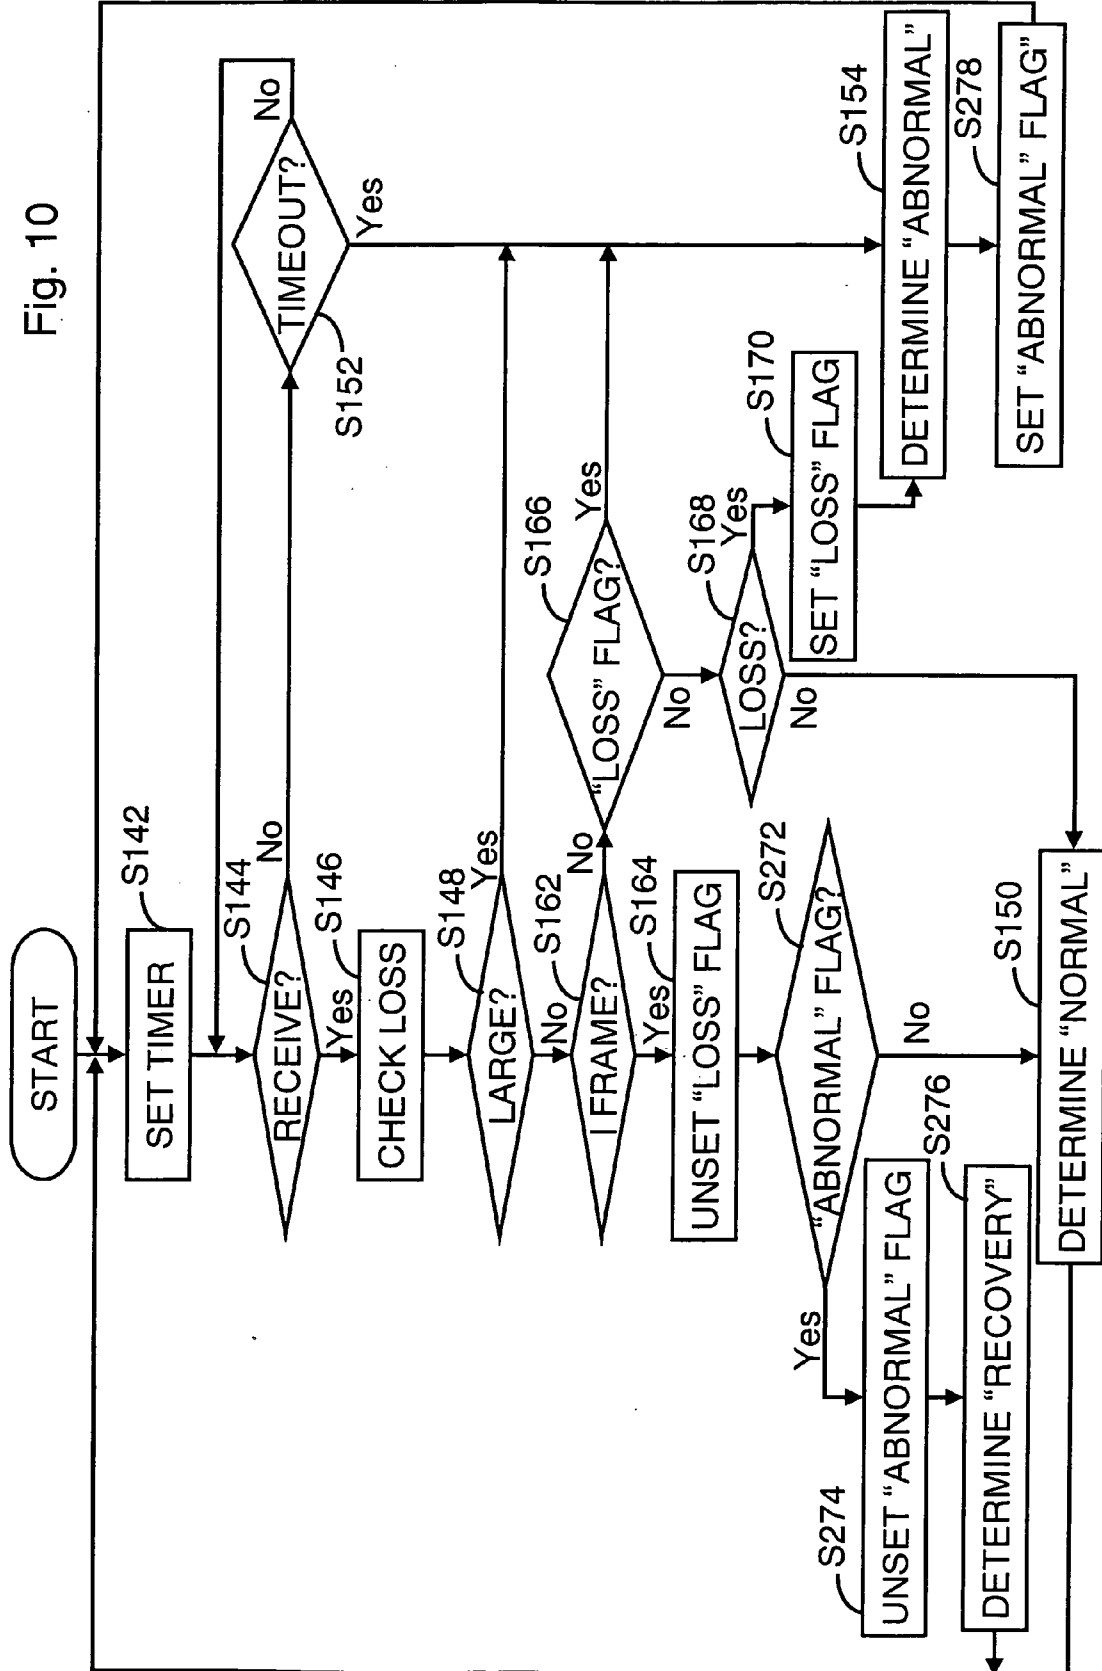 Fig. 10
START
SET TIMER
S142
RECEIVE?
S144
No
Yes
TIMEOUT?
S152
No
Yes
CHECK LOSS
S146
LARGE?
S148
Yes
No
I FRAME?
S162
No
Yes
"LOSS" FLAG?
S166
Yes
No
LOSS?
S168
Yes
No
SET "LOSS" FLAG
S170
UNSET "LOSS" FLAG
S164
"ABNORMAL" FLAG?
S272
Yes
No
UNSET "ABNORMAL" FLAG
S274
DETERMINE "RECOVERY"
S276
DETERMINE "NORMAL"
S150
DETERMINE "ABNORMAL"
S154
SET "ABNORMAL" FLAG"
S278